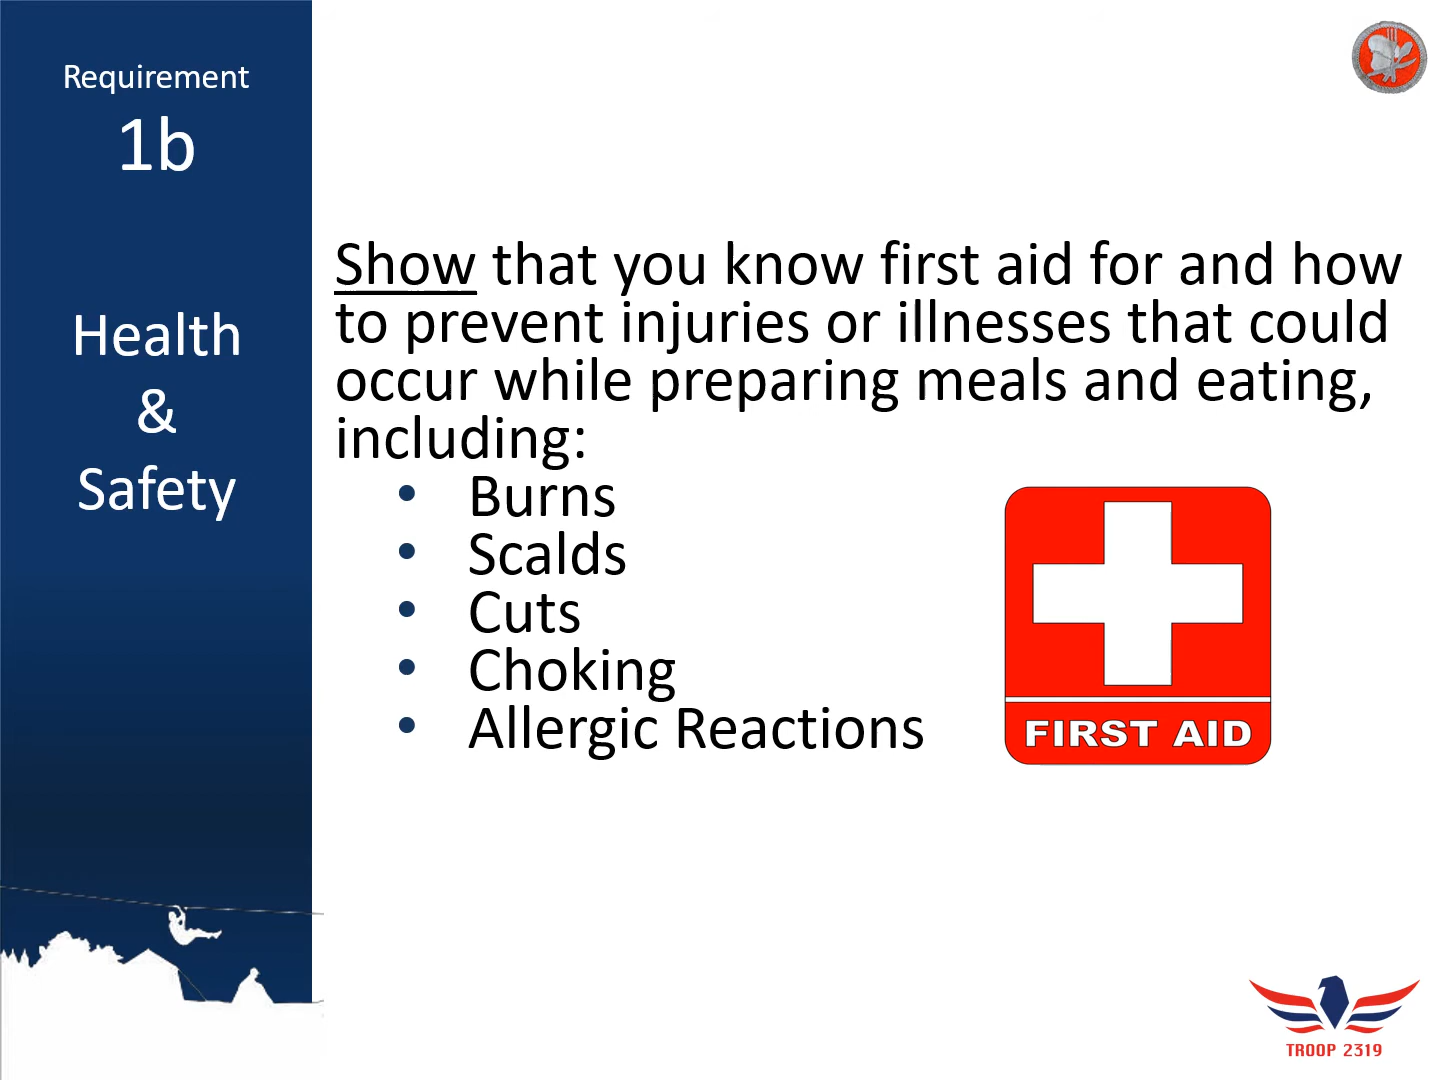 Requirement
1b
Health
&
Safety
Show that you know first aid for and how
to prevent injuries or illnesses that could
occur while preparing meals and eating,
including:
• Burns
• Scalds
• Cuts
• Choking
• Allergic Reactions
FIRST AID
TROOP 2319